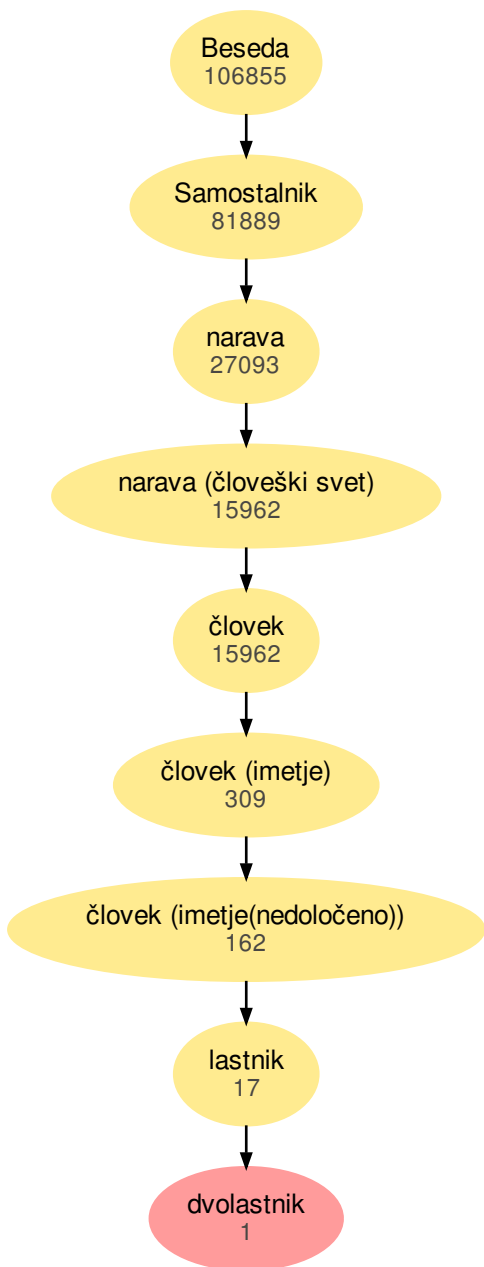 Beseda
106855
Samostalnik
81889
narava
27093
narava (človeški svet)
15962
človek
15962
človek (imetje)
309
človek (imetje(nedoločeno))
162
lastnik
17
dvolastnik
1